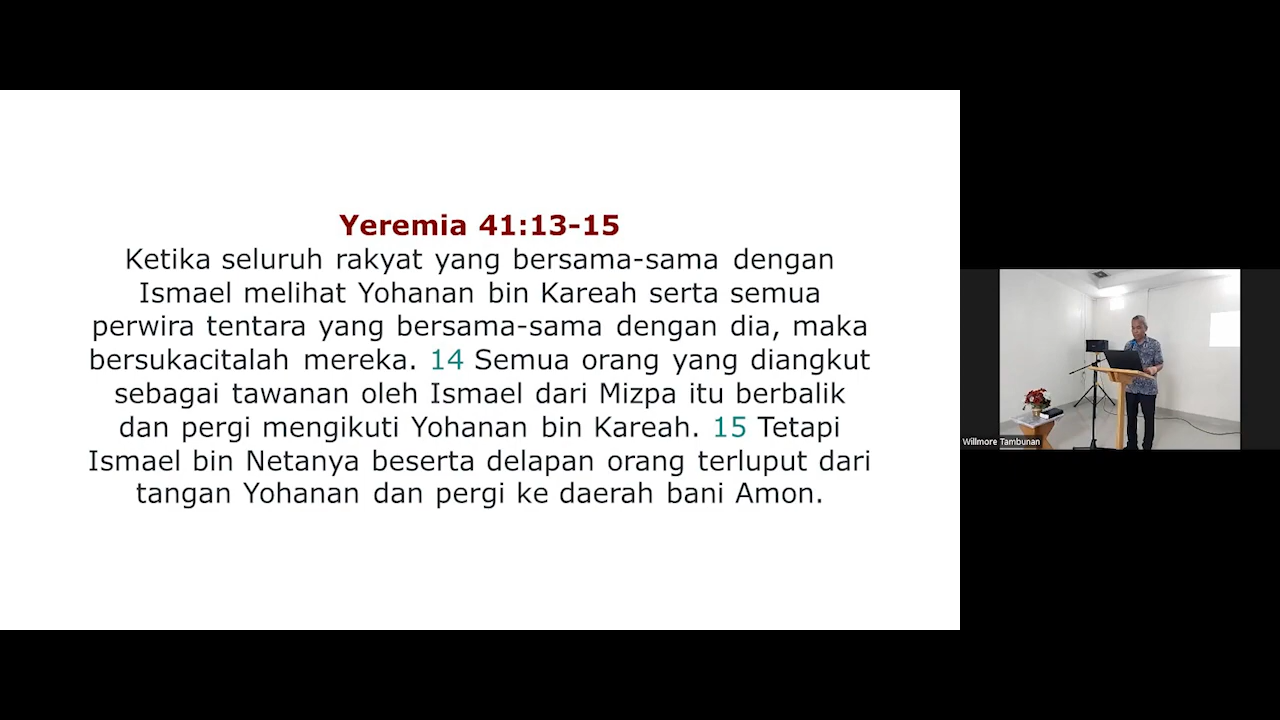 Yeremia 41:13-15
Ketika seluruh rakyat yang bersama-sama dengan
Ismael melihat Yohanan bin Kareah serta semua
perwira tentara yang bersama-sama dengan dia, maka
bersukacitalah mereka. 14 Semua orang yang diangkut
sebagai tawanan oleh Ismael dari Mizpa itu berbalik
dan pergi mengikuti Yohanan bin Kareah. 15 Tetapi
Ismael bin Netanya beserta delapan orang terluput dari
tangan Yohanan dan pergi ke daerah bani Amon.
Willmore Tambunan